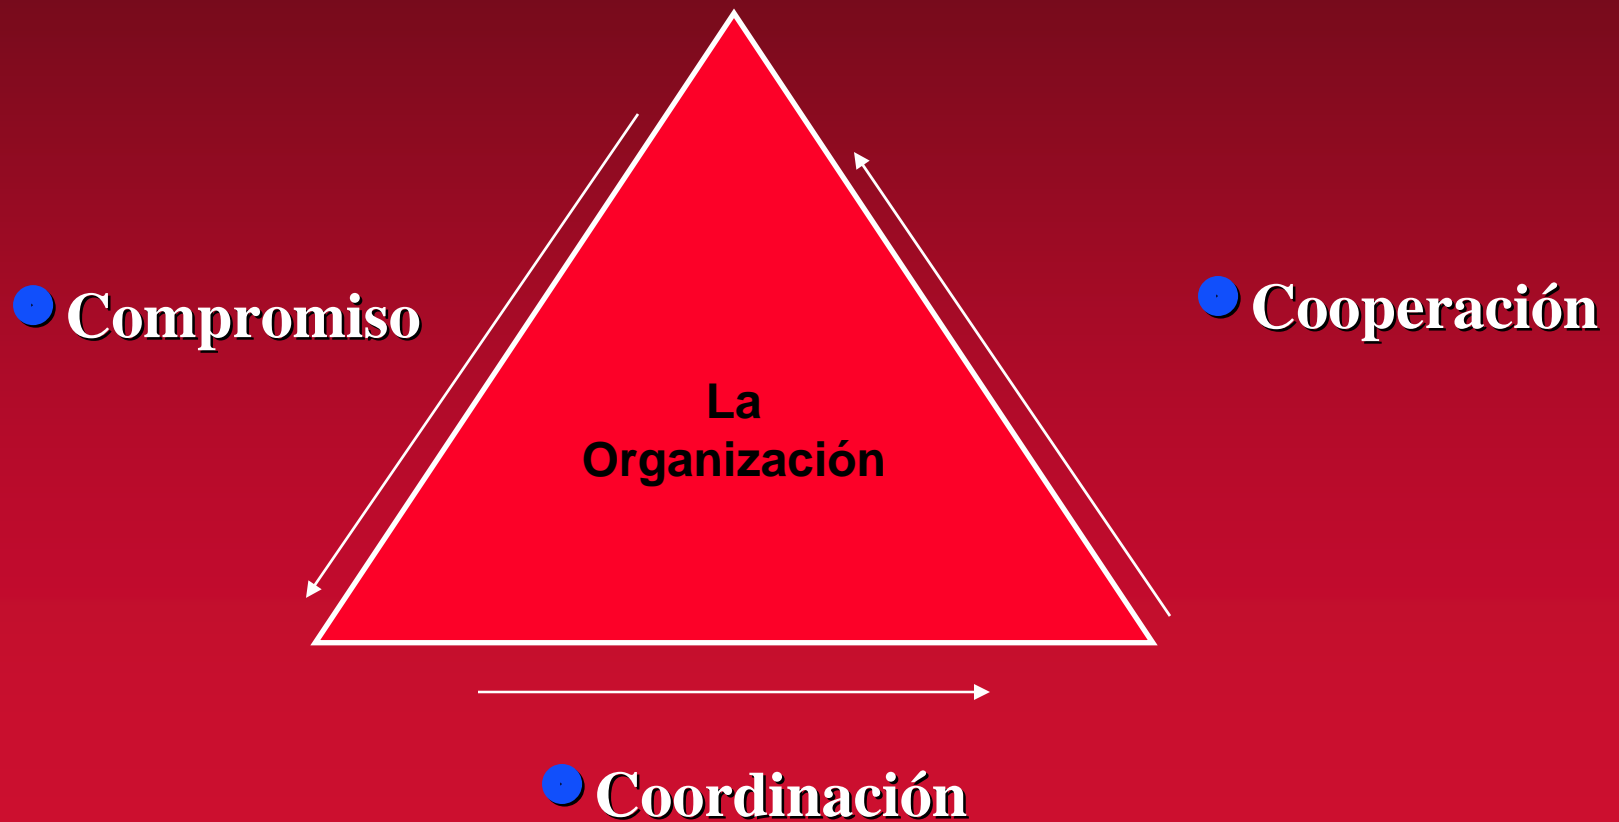 Compromiso
Cooperación
La
Organización
Coordinación